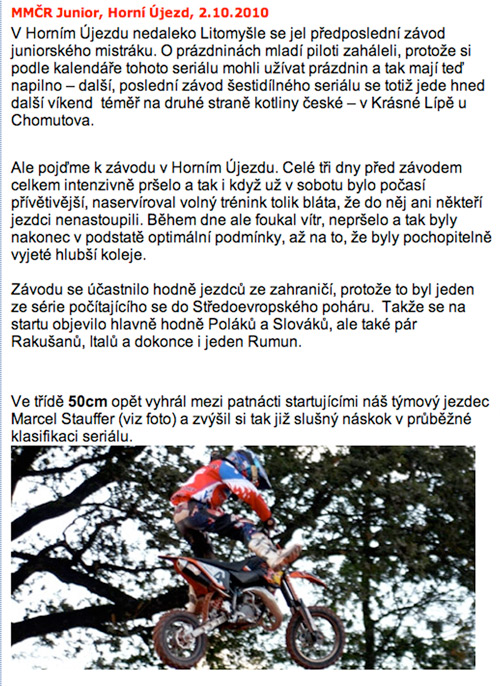 MMČR Junior, Horní Újezd, 2.10.2010
V Horním Újezdu nedaleko Litomyšle se jel předposlední závod
juniorského mistráku. O prázdninách mladí piloti zaháleli, protože si
podle kalendáře tohoto seriálu mohli užívat prázdnin a tak mají teď
napilno – další, poslední závod šestidílného seriálu se totiž jede hned
další víkend téměř na druhé straně kotliny české – v Krásné Lípě u
Chomutova.
Ale pojďme k závodu v Horním Újezdu. Celé tři dny před závodem
celkem intenzivně pršelo a tak i když už v sobotu bylo počasí
přívětivější, naservíroval volný trénink tolik bláta, že do něj ani někteří
jezdci nenastoupili. Během dne ale foukal vítr, nepršelo a tak byly
nakonec v podstatě optimální podmínky, až na to, že byly pochopitelně
vyjeté hlubší koleje.
Závodu se účastnilo hodně jezdců ze zahraničí, protože to byl jeden
ze série počítajícího se do Středoevropského poháru. Takže se na
startu objevilo hlavně hodně Poláků a Slováků, ale také pár
Rakušanů, Italů a dokonce i jeden Rumun.
Ve třídě 50cm opět vyhrál mezi patnácti startujícími náš týmový jezdec
Marcel Stauffer (viz foto) a zvýšil si tak již slušný náskok v průběžné
klasifikaci seriálu.